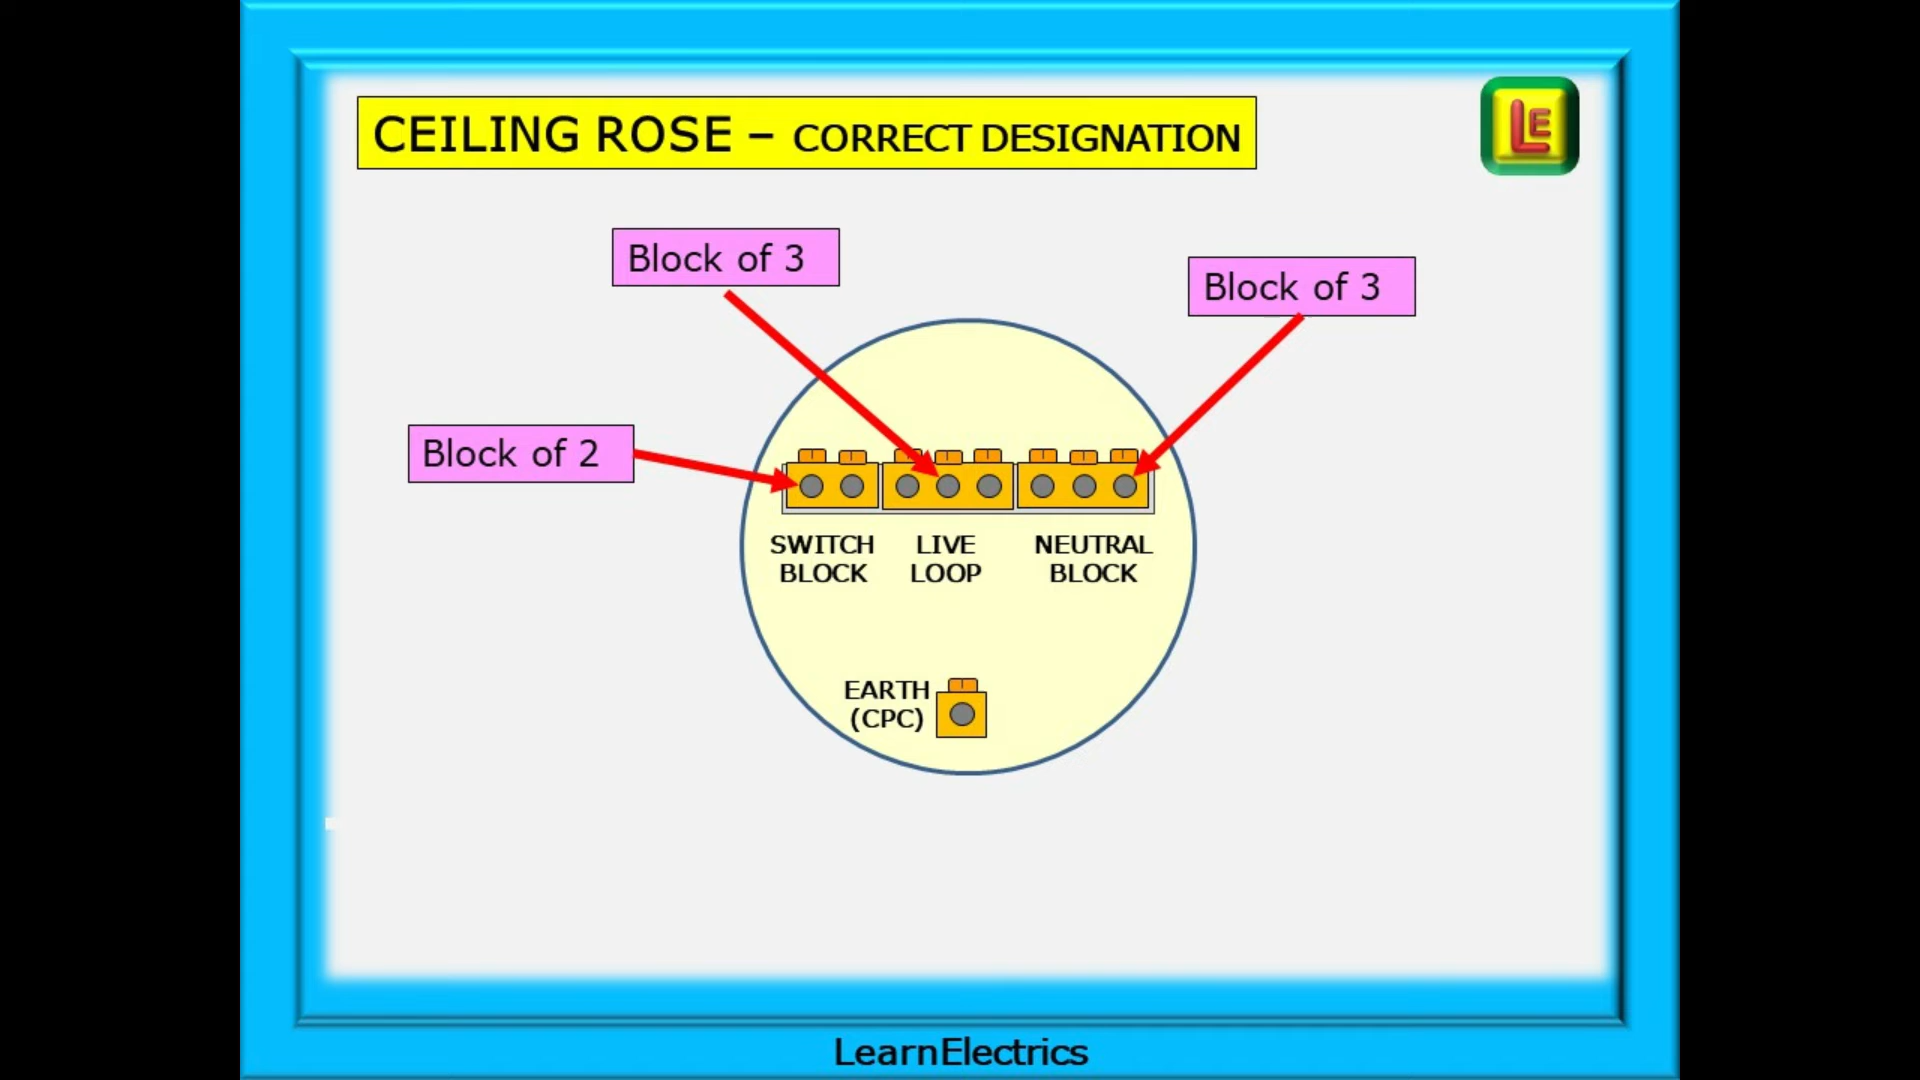 CEILING ROSE – CORRECT DESIGNATION
LE
Block of 3
Block of 3
Block of 2
SWITCH BLOCK
LIVE LOOP
NEUTRAL BLOCK
EARTH (CPC)
LearnElectrics